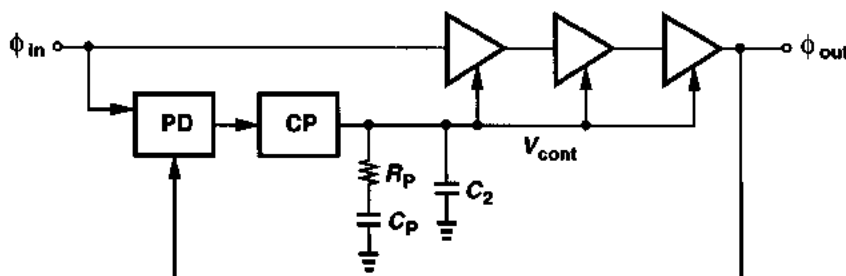 ϕin
ϕout
PD
CP
Vcont
RP
C2
CP